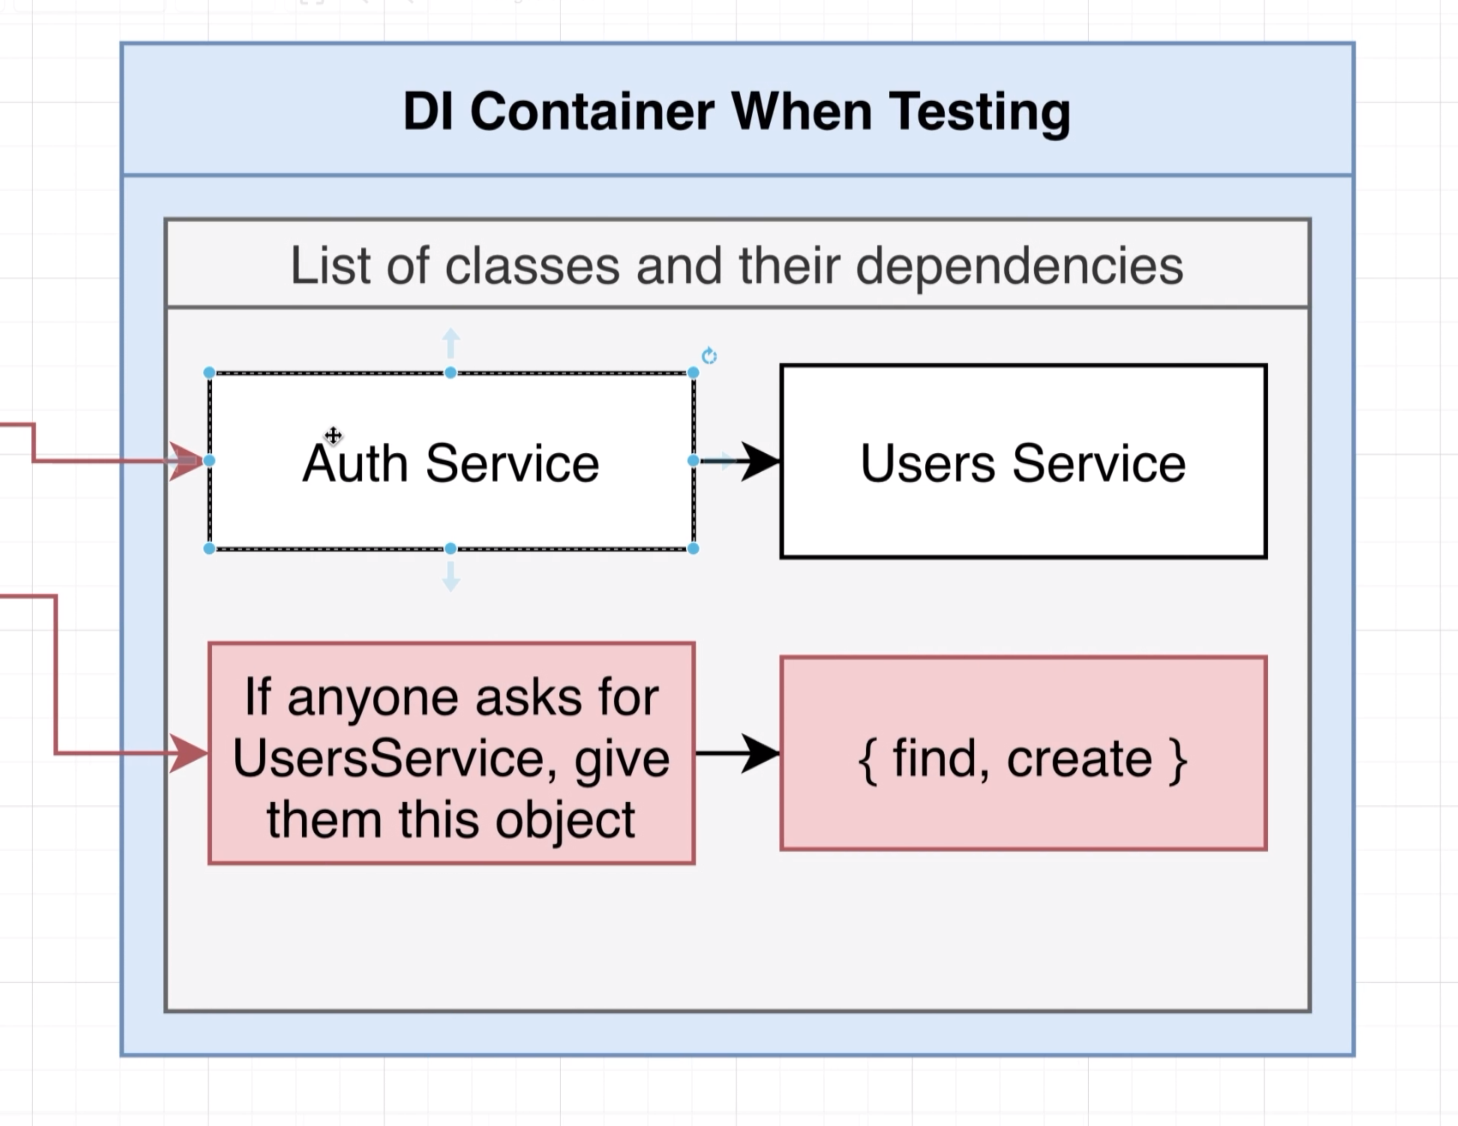 DI Container When Testing
List of classes and their dependencies
Auth Service
Users Service
If anyone asks for
UsersService, give
them this object
{ find, create }